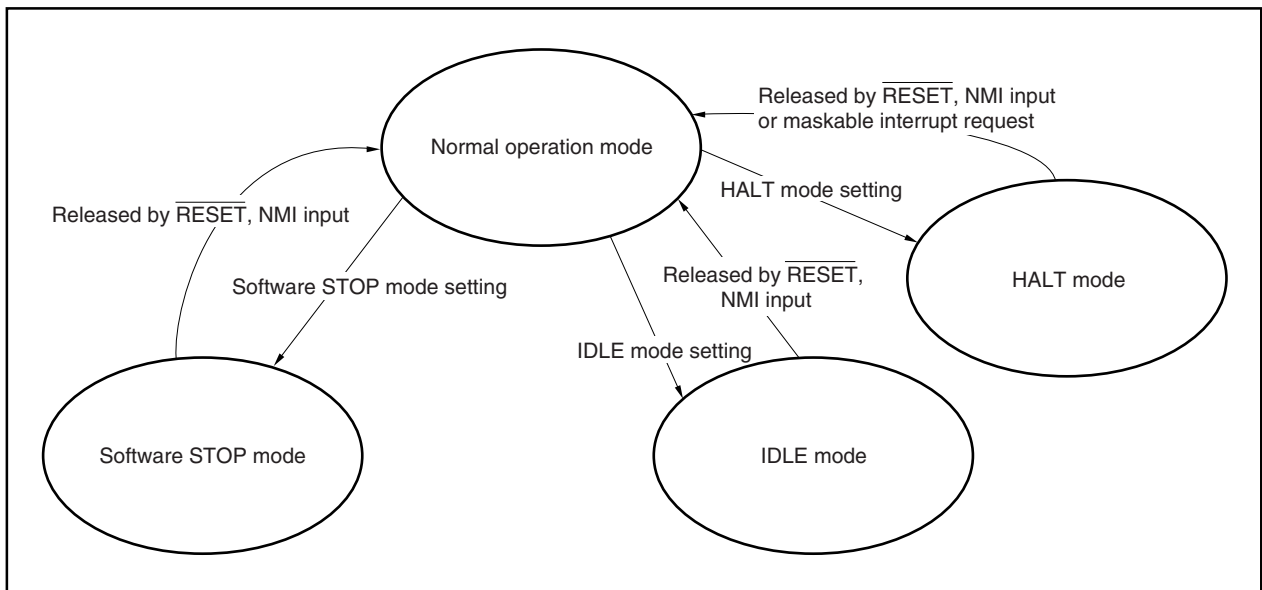 Released by RESET, NMI input
or maskable interrupt request
Normal operation mode
HALT mode setting
Released by RESET, NMI input
Released by RESET,
NMI input
HALT mode
Software STOP mode setting
IDLE mode setting
Software STOP mode
IDLE mode